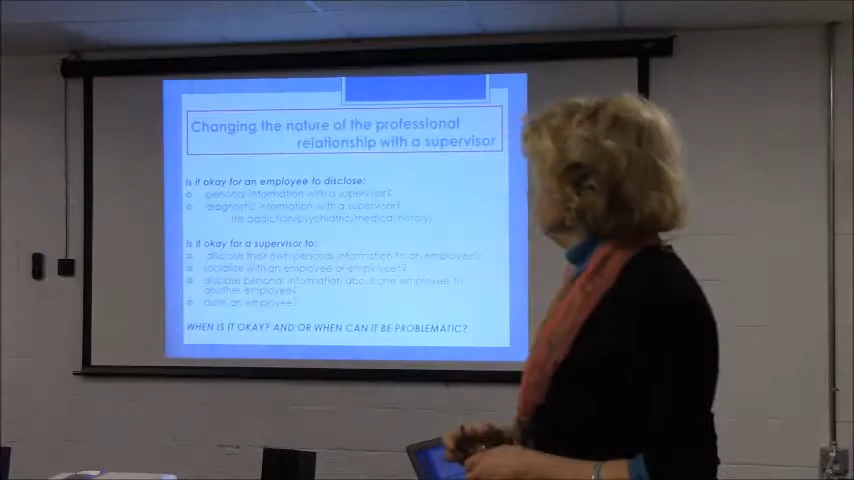 Changing the nature of the professional
relationship with a supervisor
Is it okay for an employee to disclose:
personal information with a supervisor?
diagnostic information with a supervisor?
(ie addiction/psychiatric/medical history)
Is it okay for a supervisor to:
disclose their own personal information to an employee?
socialize with an employee or employees?
disclose personal information about one employee to
another employee?
date an employee?
WHEN IS IT OKAY? AND OR WHEN CAN IT BE PROBLEMATIC?